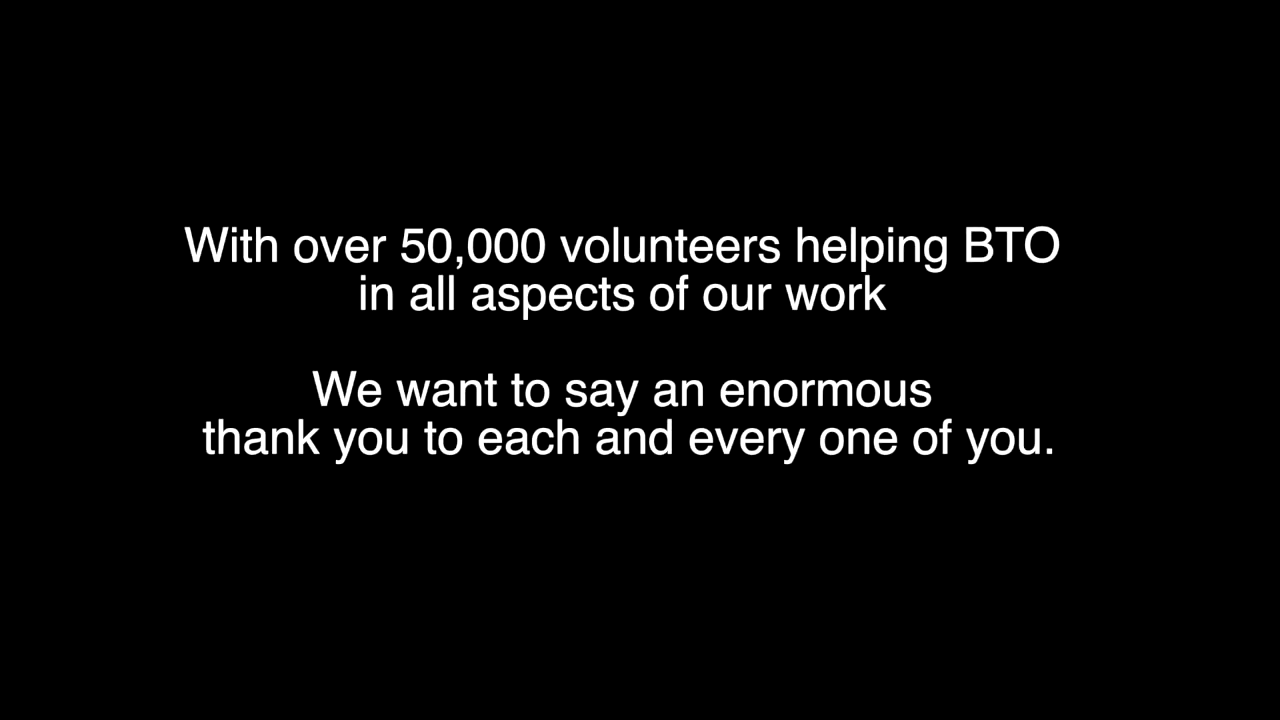 With over 50,000 volunteers helping BTO
in all aspects of our work
We want to say an enormous
thank you to each and every one of you.